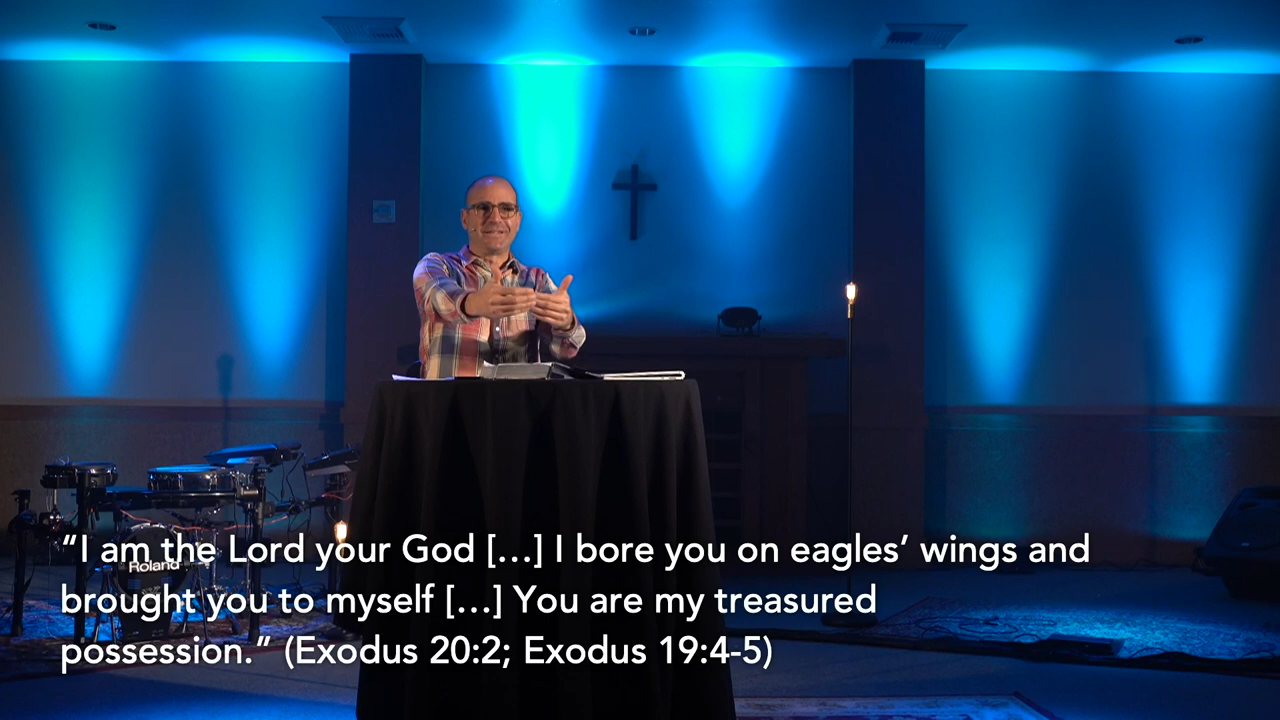 “I am the Lord your God […] I bore you on eagles’ wings and
brought you to myself […] You are my treasured
possession.” (Exodus 20:2; Exodus 19:4-5)
Roland